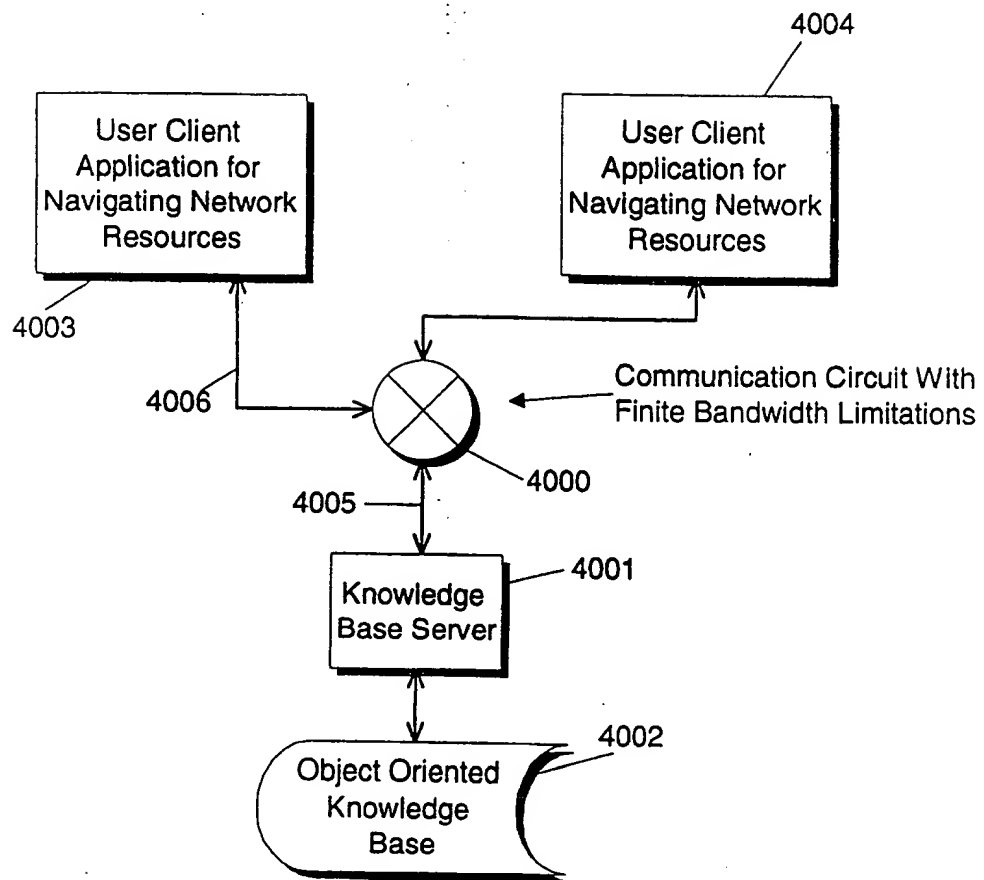 4004
User Client
Application for
Navigating Network
Resources
User Client
Application for
Navigating Network
Resources
4003
4006
Communication Circuit With
Finite Bandwidth Limitations
4000
4005
4001
Knowledge
Base Server
4002
Object Oriented
Knowledge
Base